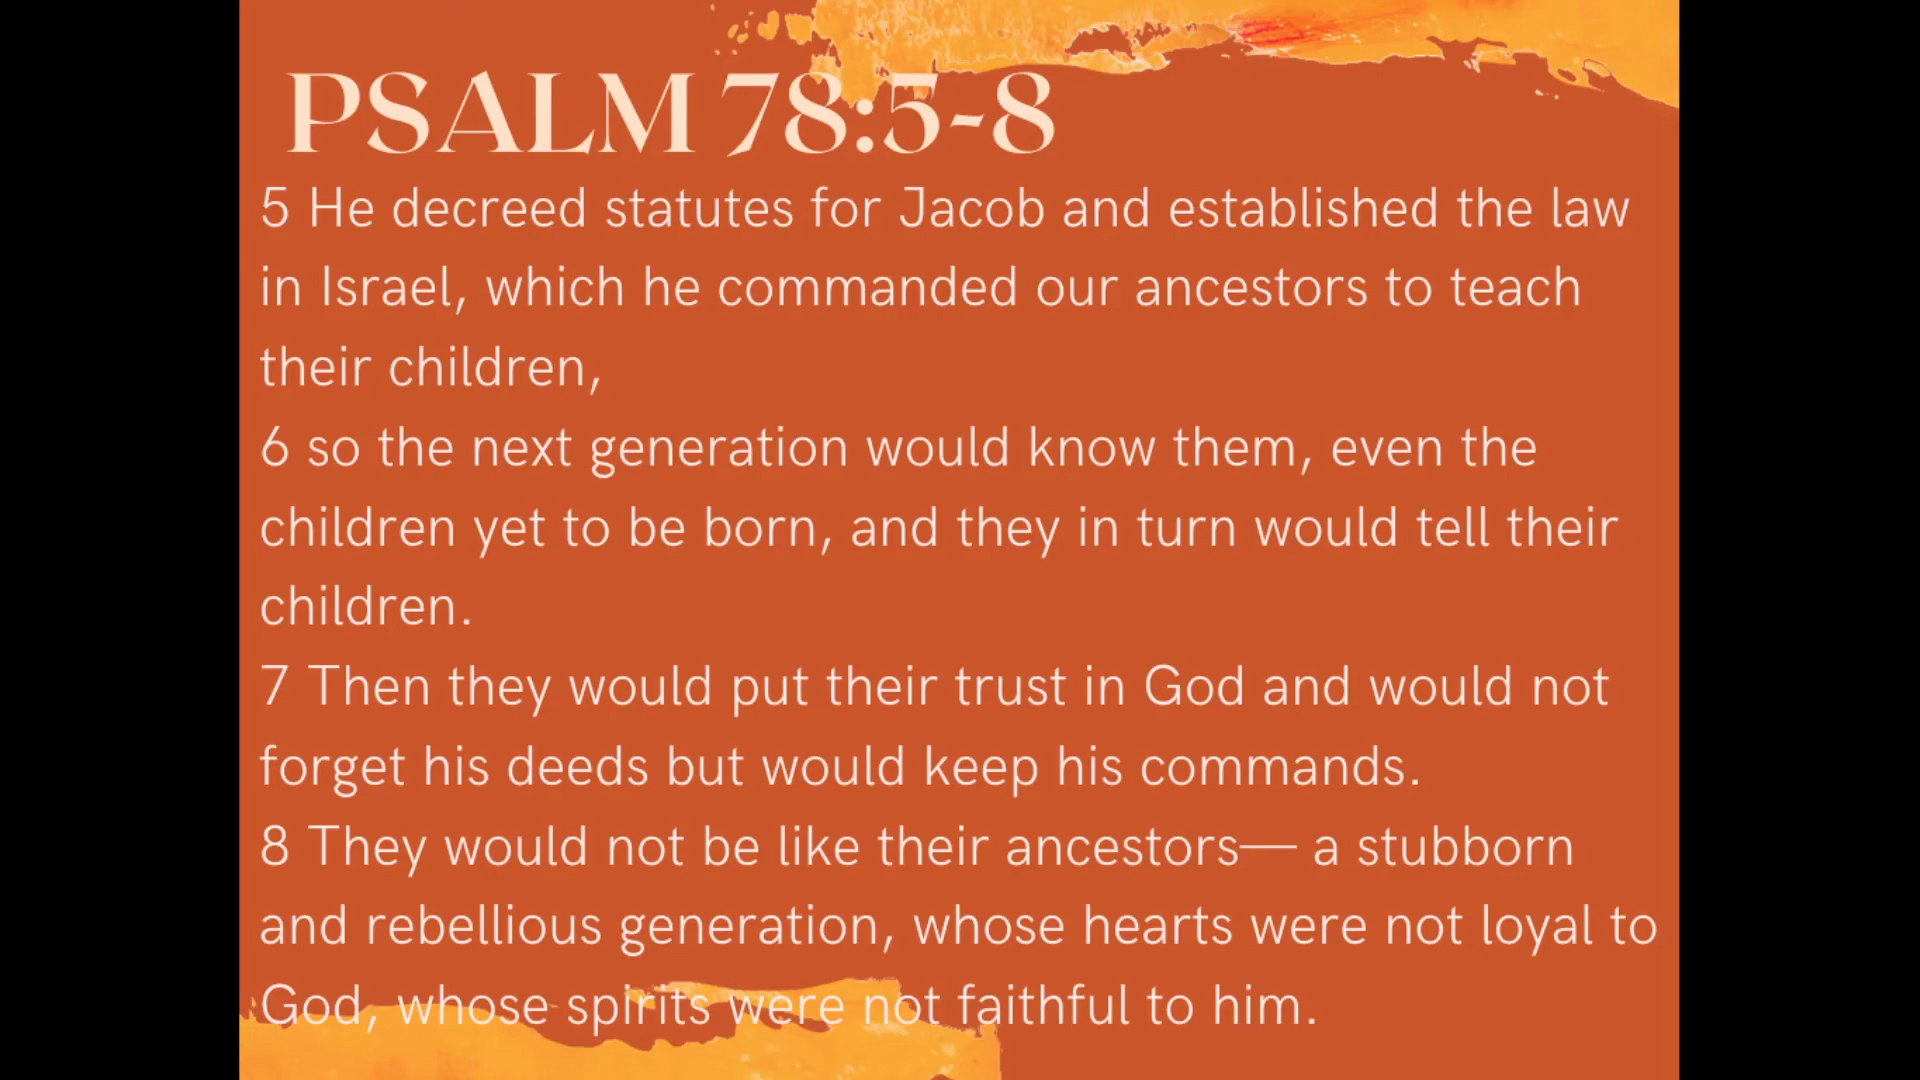 PSALM 78:5-8
5 He decreed statutes for Jacob and established the law
in Israel, which he commanded our ancestors to teach
their children,
6 so the next generation would know them, even the
children yet to be born, and they in turn would tell their
children.
7 Then they would put their trust in God and would not
forget his deeds but would keep his commands.
8 They would not be like their ancestors— a stubborn
and rebellious generation, whose hearts were not loyal to
God, whose spirits were not faithful to him.